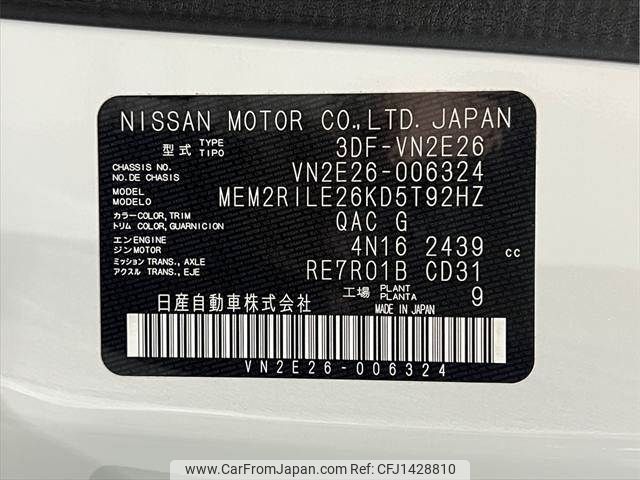 NISSAN MOTOR CO.,LTD. JAPAN
型式 TYPE TIPO 3DF-VN2E26
CHASSIS NO. NO.DE CHASIS VN2E26-006324
MODEL MODELO MEM2RILE26KD5T92HZ
カラー COLOR, TRIM トリム COLOR, GUARNICION QAC G
エンENGINE ジンMOTOR 4N16 2439 cc
ミッション TRANS., AXLE アクスル TRANS., EJE RE7R01B CD31
工場 PLANT PLANTA 9
日産自動車株式会社 MADE IN JAPAN
VN2E26-006324
www.CarFromJapan.com | CarFromJapan - CFJ1428810